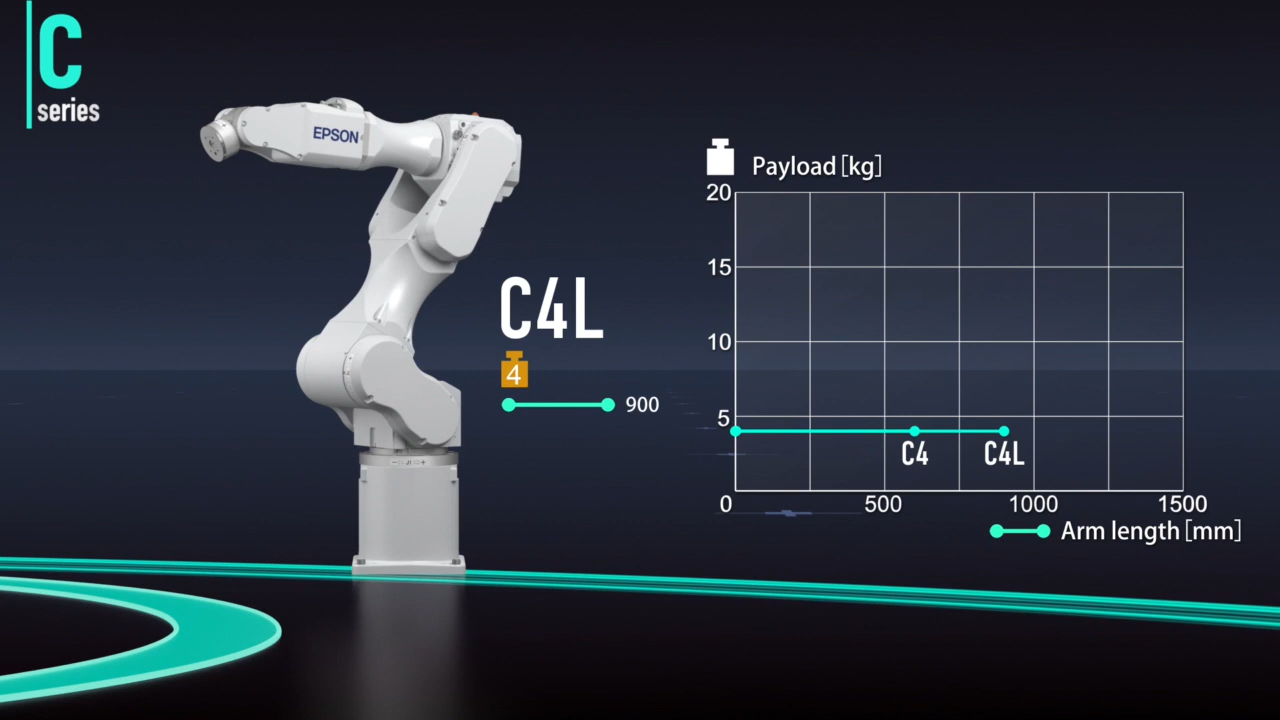 C
series
EPSON
C4L
4
900
Payload [kg]
20
15
10
5
C4 C4L
0 500 1000 1500
Arm length [mm]